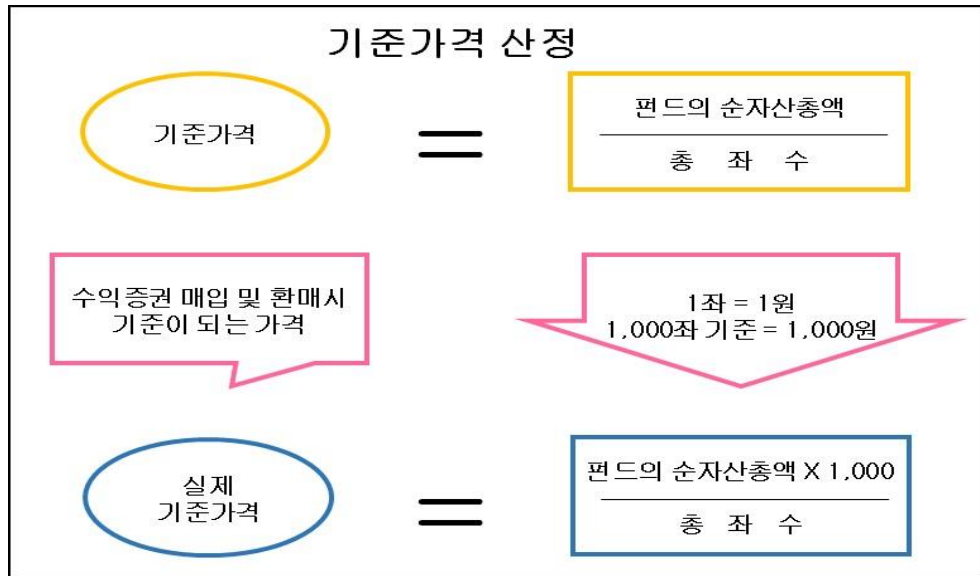 기준가격 산정
기준가격
=
펀드의 순자산총액
총 좌 수
수익증권 매입 및 환매시
기준이 되는 가격
1좌 = 1원
1,000좌 기준 = 1,000원
실제
기준가격
=
펀드의 순자산총액 X 1,000
총 좌 수